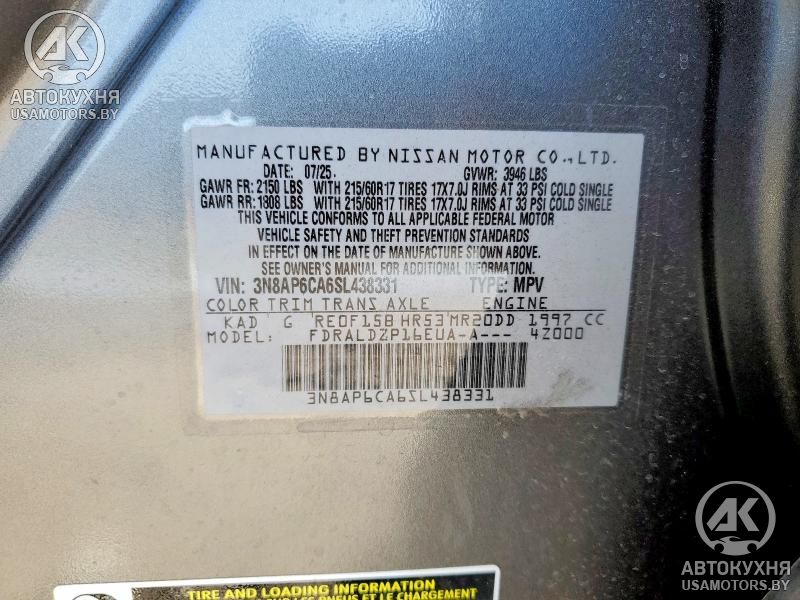 АК
АВТОКУХНЯ
USAMOTORS.BY
MANUFACTURED BY NISSAN MOTOR CO.,LTD.
DATE: 07/25. GVWR: 3946 LBS
GAWR FR: 2150 LBS WITH 215/60R17 TIRES 17X7.0J RIMS AT 33 PSI COLD SINGLE
GAWR RR: 1808 LBS WITH 215/60R17 TIRES 17X7.0J RIMS AT 33 PSI COLD SINGLE
THIS VEHICLE CONFORMS TO ALL APPLICABLE FEDERAL MOTOR
VEHICLE SAFETY AND THEFT PREVENTION STANDARDS
IN EFFECT ON THE DATE OF MANUFACTURE SHOWN ABOVE.
SEE OWNER'S MANUAL FOR ADDITIONAL INFORMATION.
VIN: 3N8AP6CA6SL438331 TYPE: MPV
COLOR TRIM TRANS AXLE ENGINE
KAD G RE0F15B HR53 MR20DD 1997 CC
MODEL: FDRALDZP16EUA-A--- 4Z000
3N8AP6CA6SL438331
АК
АВТОКУХНЯ
USAMOTORS.BY
TIRE AND LOADING INFORMATION